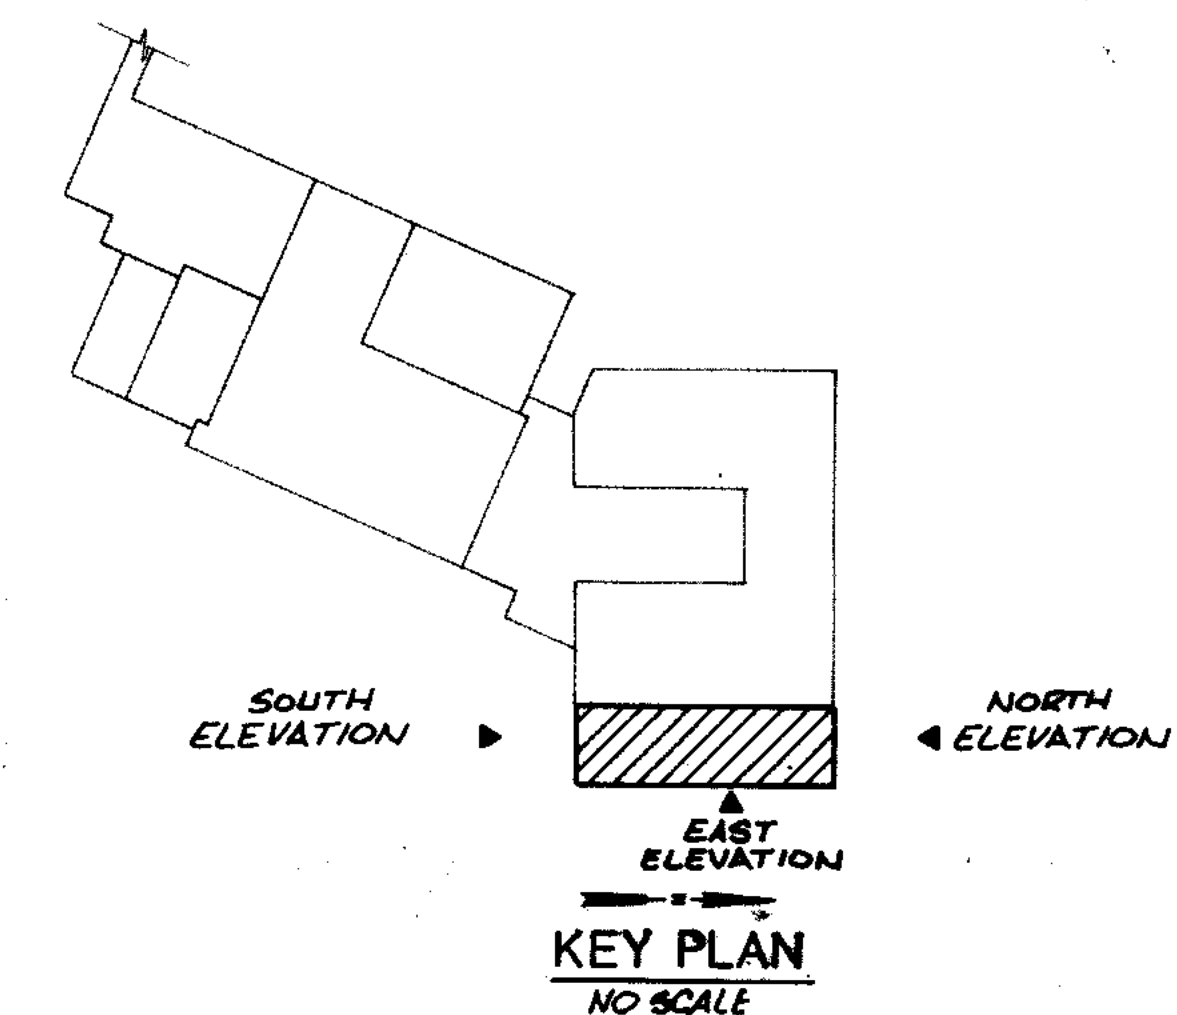 SOUTH
ELEVATION
NORTH
ELEVATION
EAST
ELEVATION
KEY PLAN
NO SCALE